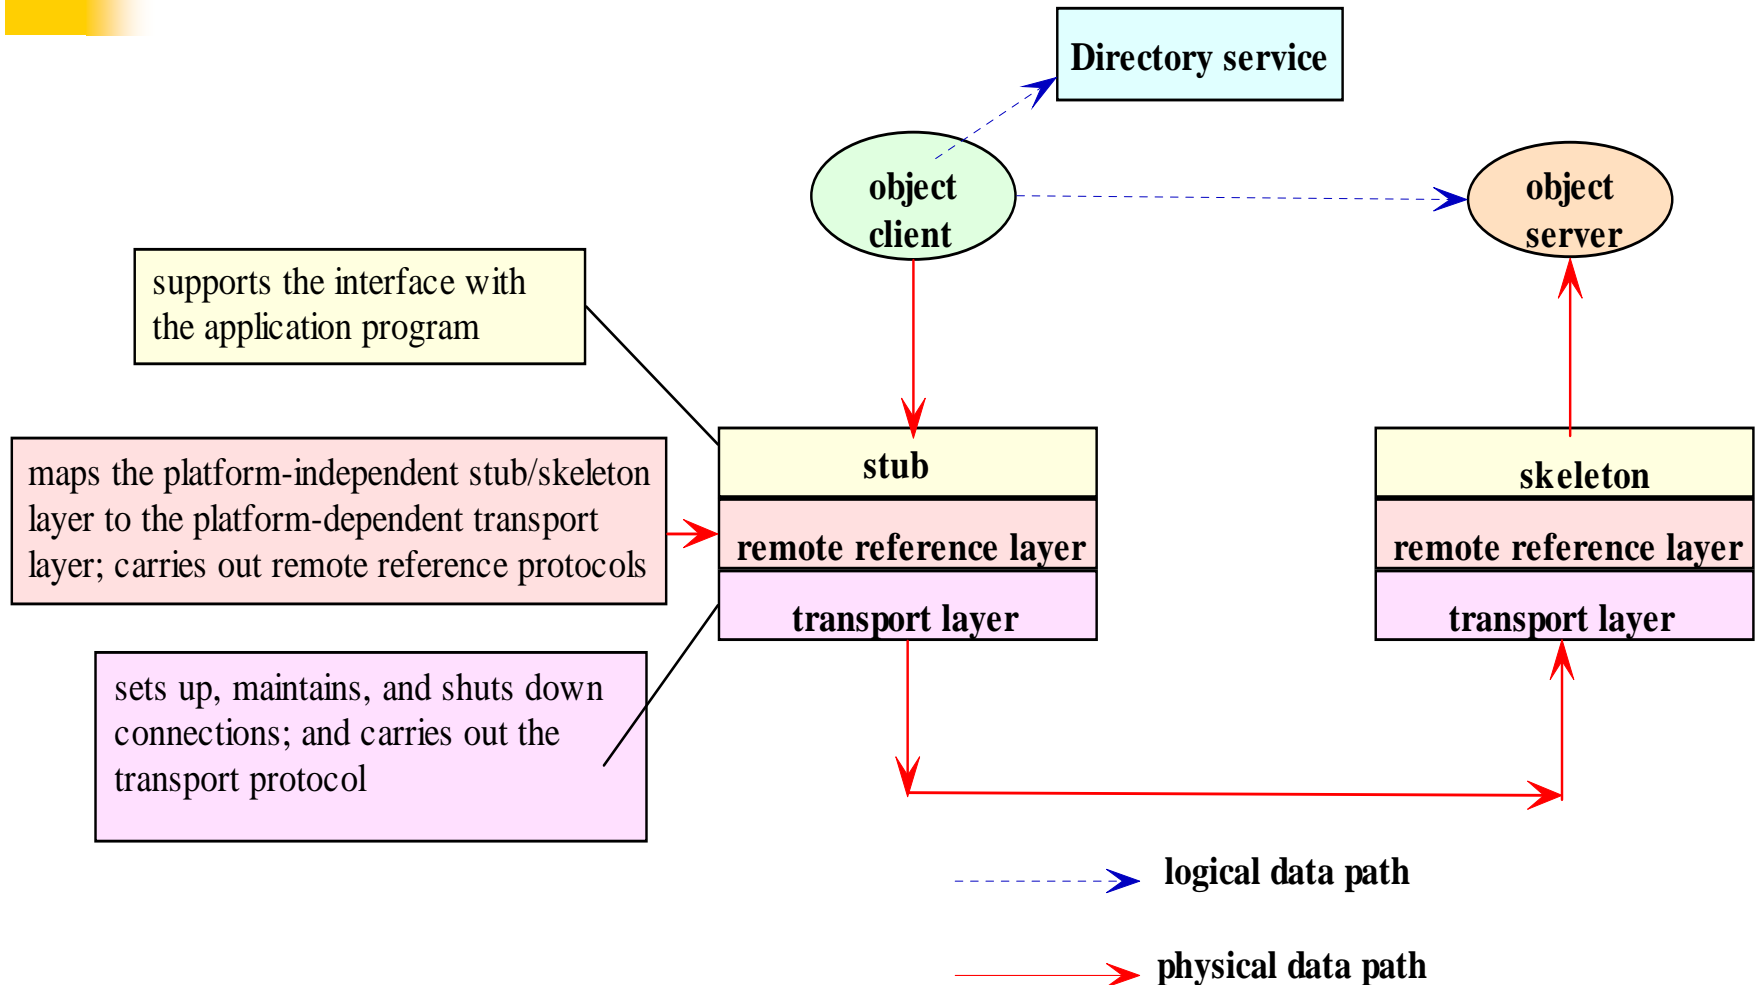 Directory service
object
client
object
server
supports the interface with
the application program
maps the platform-independent stub/skeleton
layer to the platform-dependent transport
layer; carries out remote reference protocols
sets up, maintains, and shuts down
connections; and carries out the
transport protocol
stub
remote reference layer
transport layer
skeleton
remote reference layer
transport layer
logical data path
physical data path